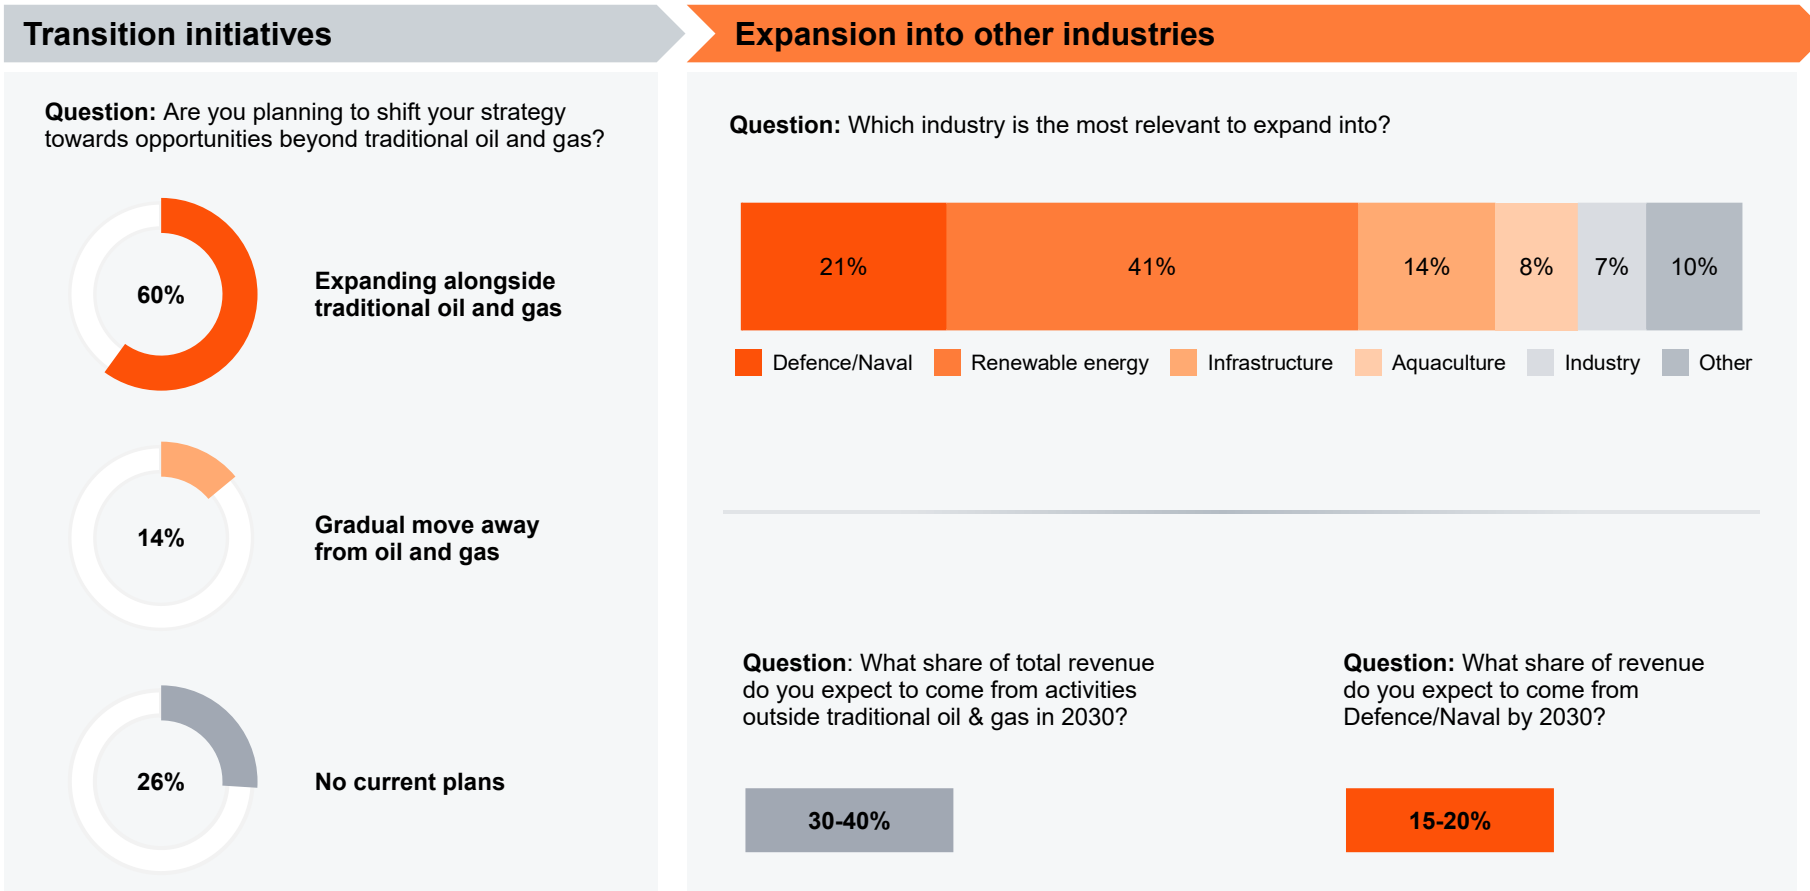 Transition initiatives
Question: Are you planning to shift your strategy
towards opportunities beyond traditional oil and gas?
60%
Expanding alongside
traditional oil and gas
14%
Gradual move away
from oil and gas
26%
No current plans
Expansion into other industries
Question: Which industry is the most relevant to expand into?
21% 41% 14% 8% 7% 10%
Defence/Naval Renewable energy Infrastructure Aquaculture Industry Other
Question: What share of total revenue
do you expect to come from activities
outside traditional oil & gas in 2030?
30-40%
Question: What share of revenue
do you expect to come from
Defence/Naval by 2030?
15-20%